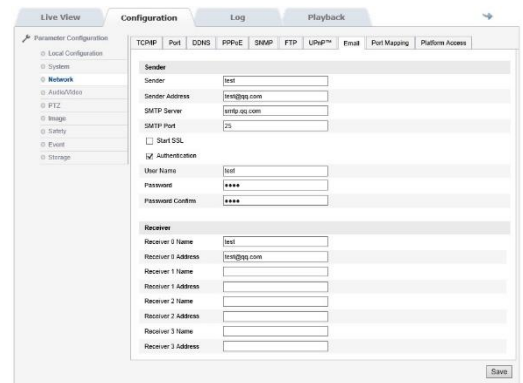 Live View Configuration Log Playback
Parameter Configuration
Local Configuration
System
Network
Audio/Video
PTZ
Image
Safety
Event
Storage
TCP/IP Port DDNS PPPoE SNMP FTP UPnP™ Email Port Mapping Platform Access
Sender
Sender test
Sender Address test@qq.com
SMTP Server smtp.qq.com
SMTP Port 25
Start SSL
Authentication
User Name test
Password ●●●●
Password Confirm ●●●●
Receiver
Receiver 0 Name test
Receiver 0 Address test@qq.com
Receiver 1 Name
Receiver 1 Address
Receiver 2 Name
Receiver 2 Address
Receiver 3 Name
Receiver 3 Address
Save